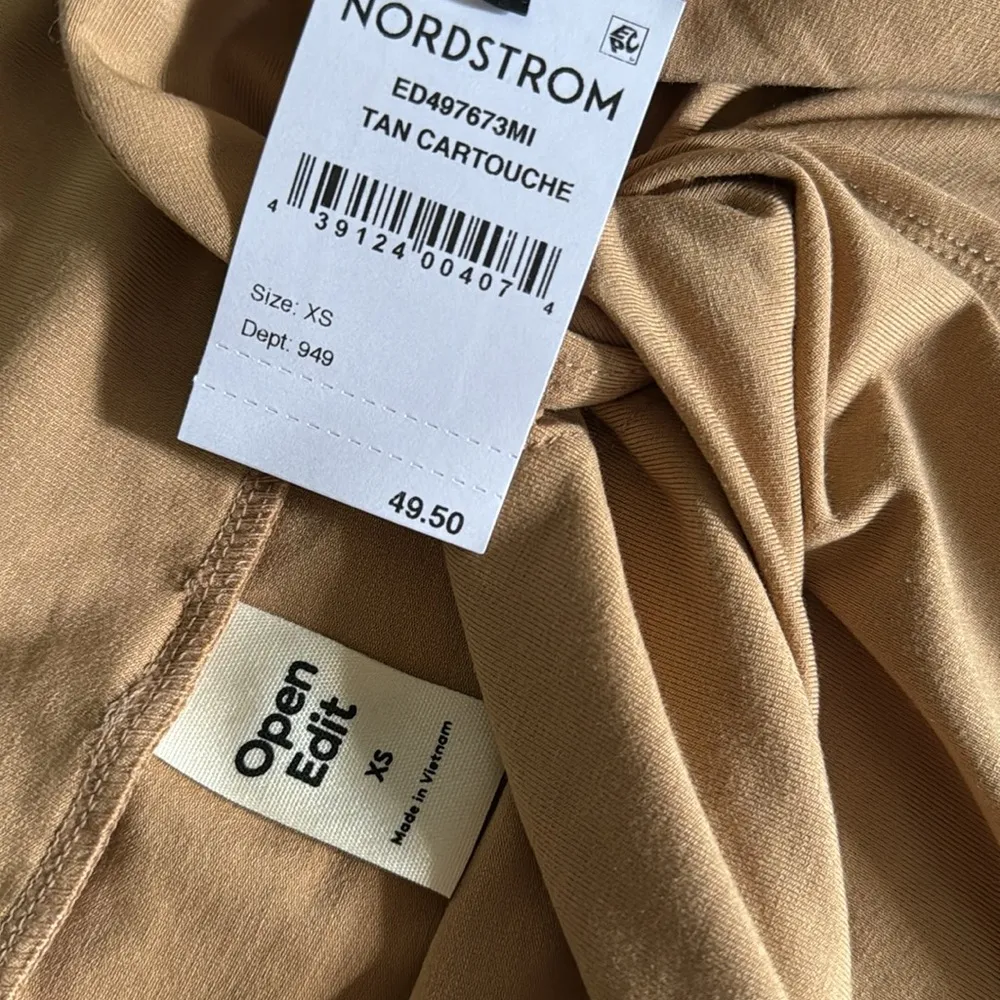 NORDSTROM
EPC
ED497673MI
TAN CARTOUCHE
4 39124 00407 4
Size: XS
Dept: 949
49.50
Open
Edit
XS
Made in Vietnam